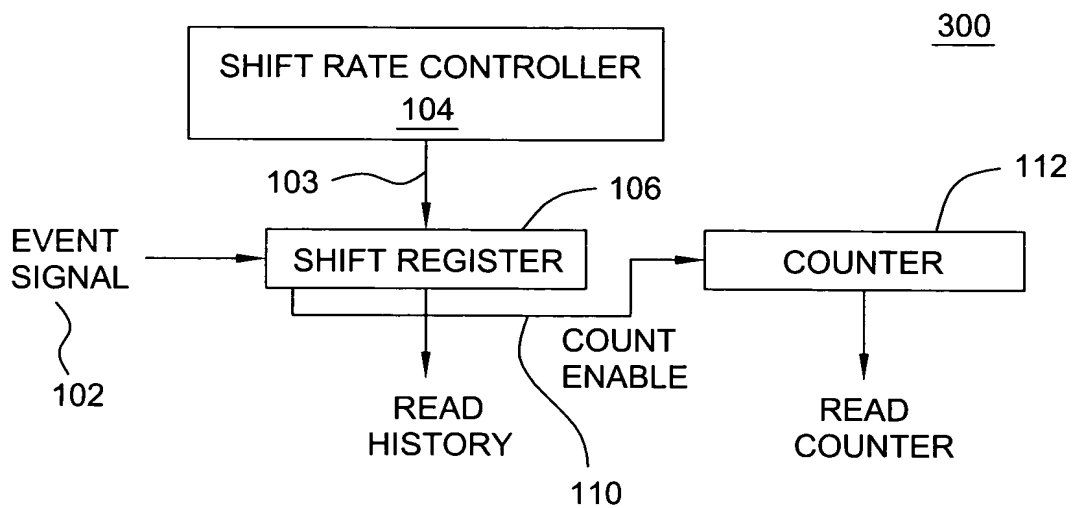 300
SHIFT RATE CONTROLLER
104
103
106
112
EVENT
SIGNAL
SHIFT REGISTER
COUNTER
COUNT
ENABLE
102
READ
HISTORY
READ
COUNTER
110